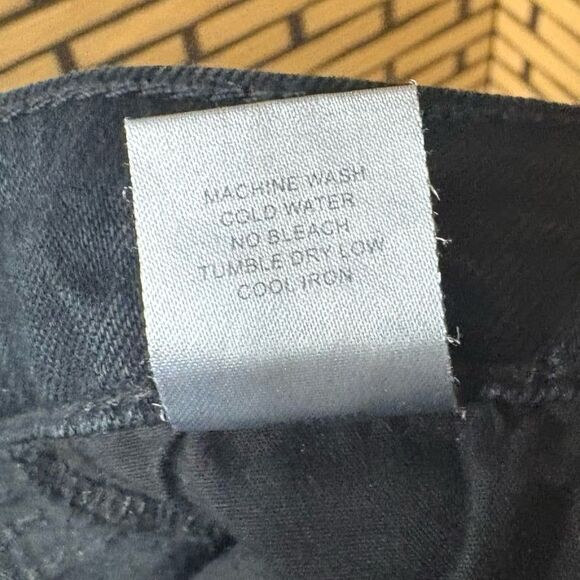 MACHINE WASH
COLD WATER
NO BLEACH
TUMBLE DRY LOW
COOL IRON